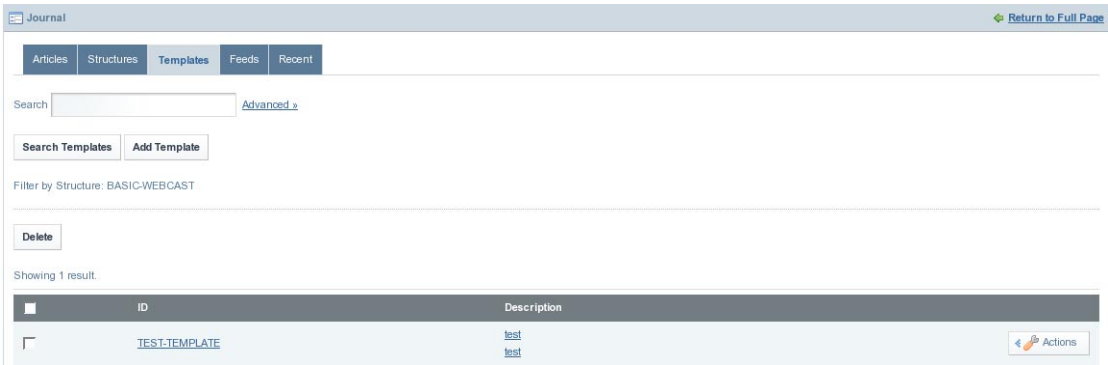 Journal Return to Full Page
Articles Structures Templates Feeds Recent
Search Advanced »
Search Templates Add Template
Filter by Structure: BASIC-WEBCAST
Delete
Showing 1 result.
ID Description
TEST-TEMPLATE test
test
Actions